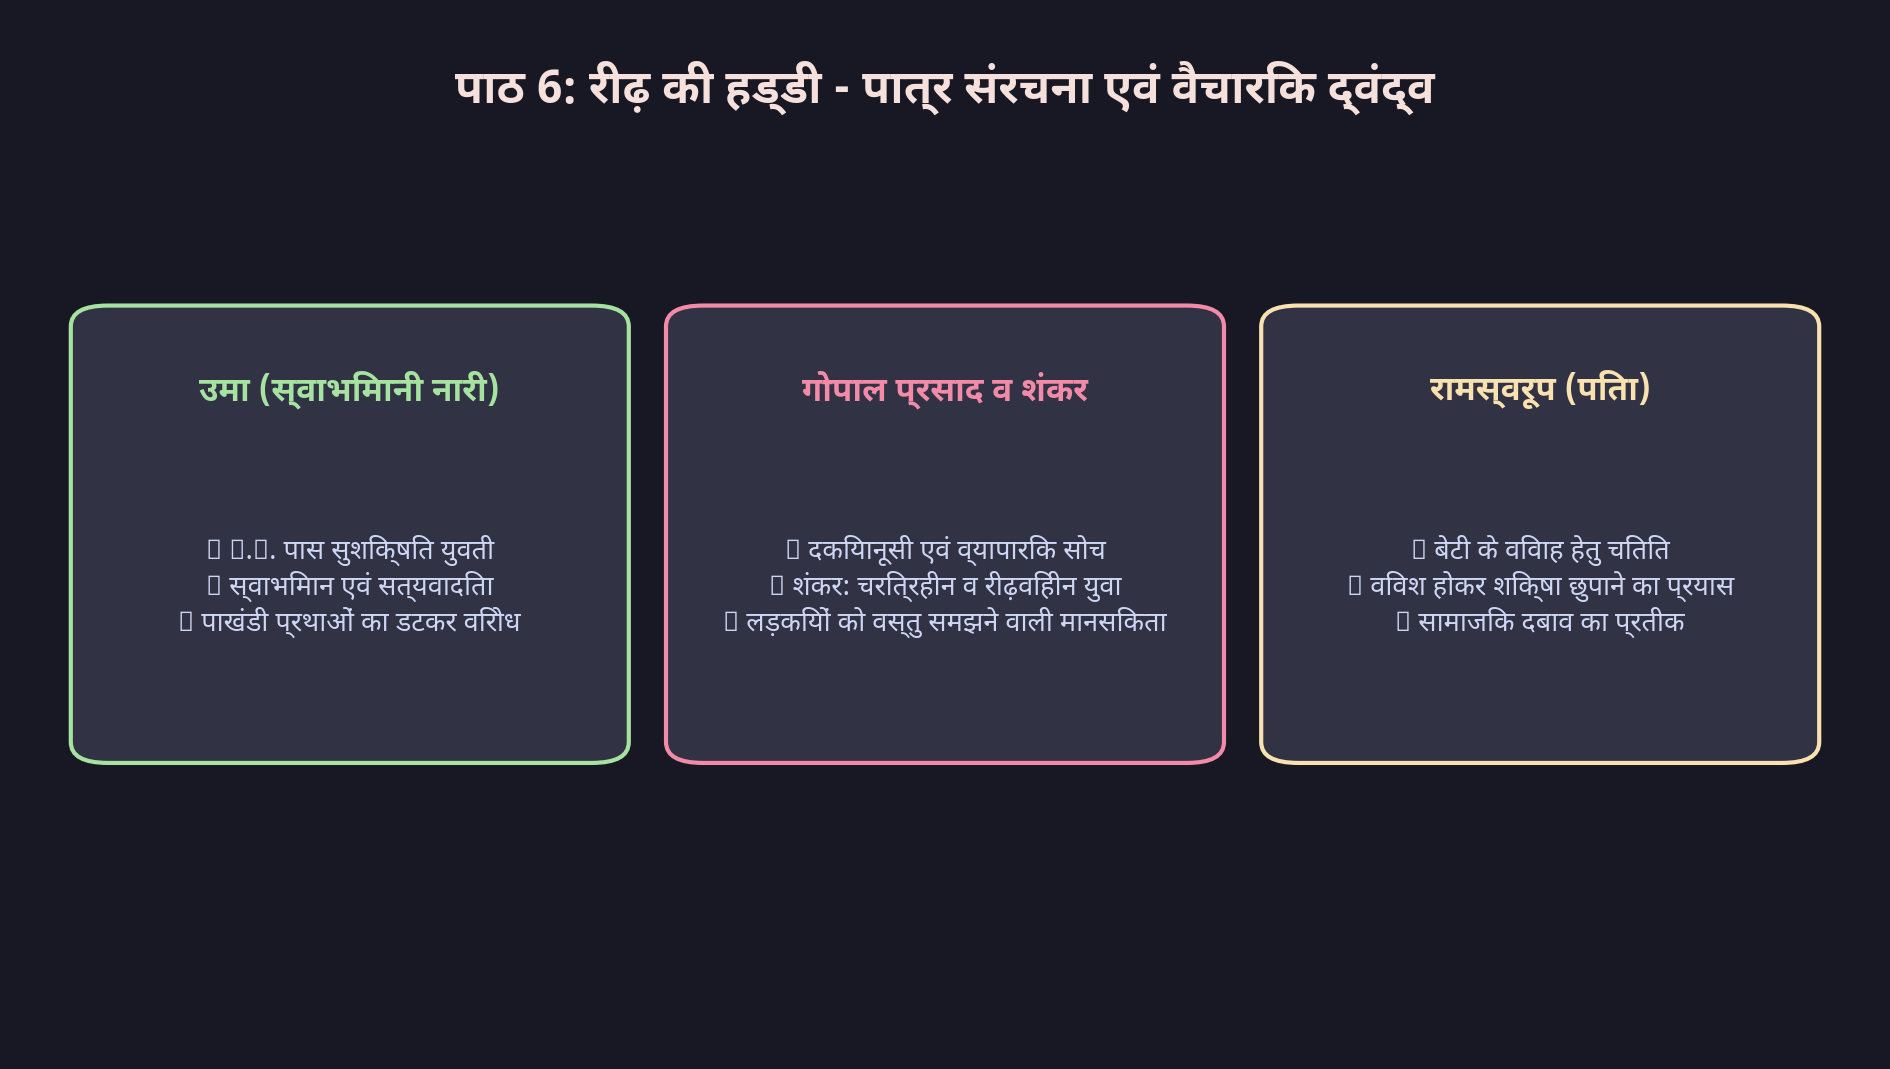 पाठ 6: रीढ़ की हड्डी - पात्र संरचना एवं वैचारिक द्वंद्व
उमा (स्वाभिमानी नारी)
▯ ▯.▯. पास सुशिक्षित युवती
▯ स्वाभिमान एवं सत्यवादिता
▯ पाखंडी प्रथाओं का डटकर विरोध
गोपाल प्रसाद व शंकर
▯ दकियानूसी एवं व्यापारिक सोच
▯ शंकर: चरित्रहीन व रीढ़विहीन युवा
▯ लड़कियों को वस्तु समझने वाली मानसिकता
रामस्वरूप (पिता)
▯ बेटी के विवाह हेतु चिंतित
▯ विवश होकर शिक्षा छुपाने का प्रयास
▯ सामाजिक दबाव का प्रतीक